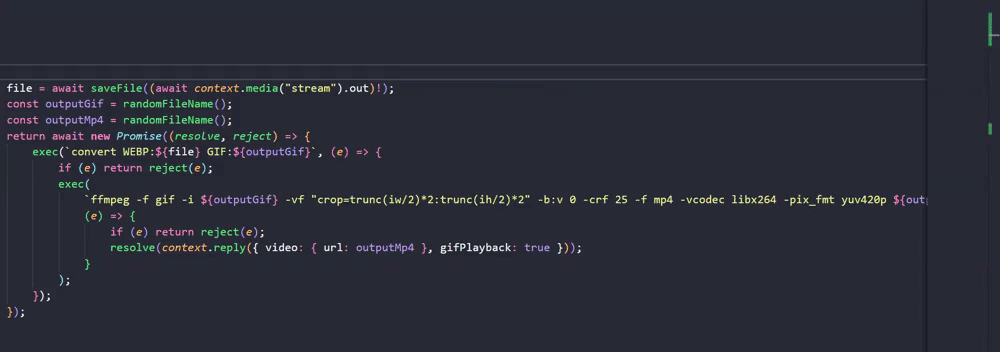 file = await saveFile((await context.media("stream").out)!);
const outputGif = randomFileName();
const outputMp4 = randomFileName();
return await new Promise((resolve, reject) => {
exec(`convert WEBP:${file} GIF:${outputGif}`, (e) => {
if (e) return reject(e);
exec(
`ffmpeg -f gif -i ${outputGif} -vf "crop=trunc(iw/2)*2:trunc(ih/2)*2" -b:v 0 -crf 25 -f mp4 -vcodec libx264 -pix_fmt yuv420p ${outp
(e) => {
if (e) return reject(e);
resolve(context.reply({ video: { url: outputMp4 }, gifPlayback: true }));
}
);
});
});